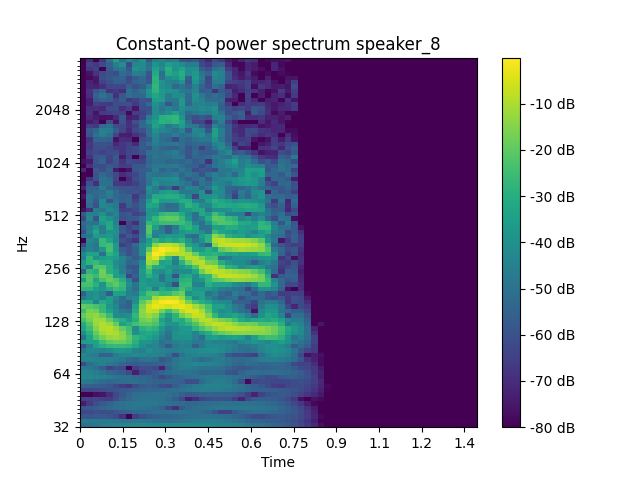 Constant-Q power spectrum speaker_8
Hz
2048
1024
512
256
128
64
32
0 0.15 0.3 0.45 0.6 0.75 0.9 1.1 1.2 1.4
Time
-10 dB
-20 dB
-30 dB
-40 dB
-50 dB
-60 dB
-70 dB
-80 dB